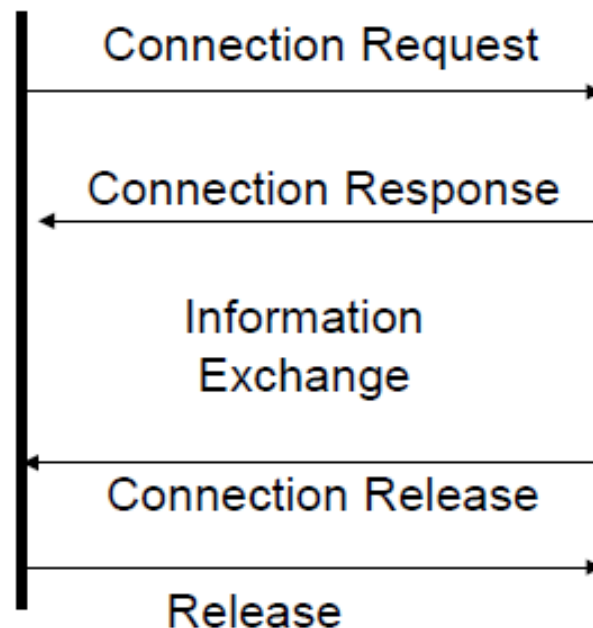 Connection Request
Connection Response
Information
Exchange
Connection Release
Release